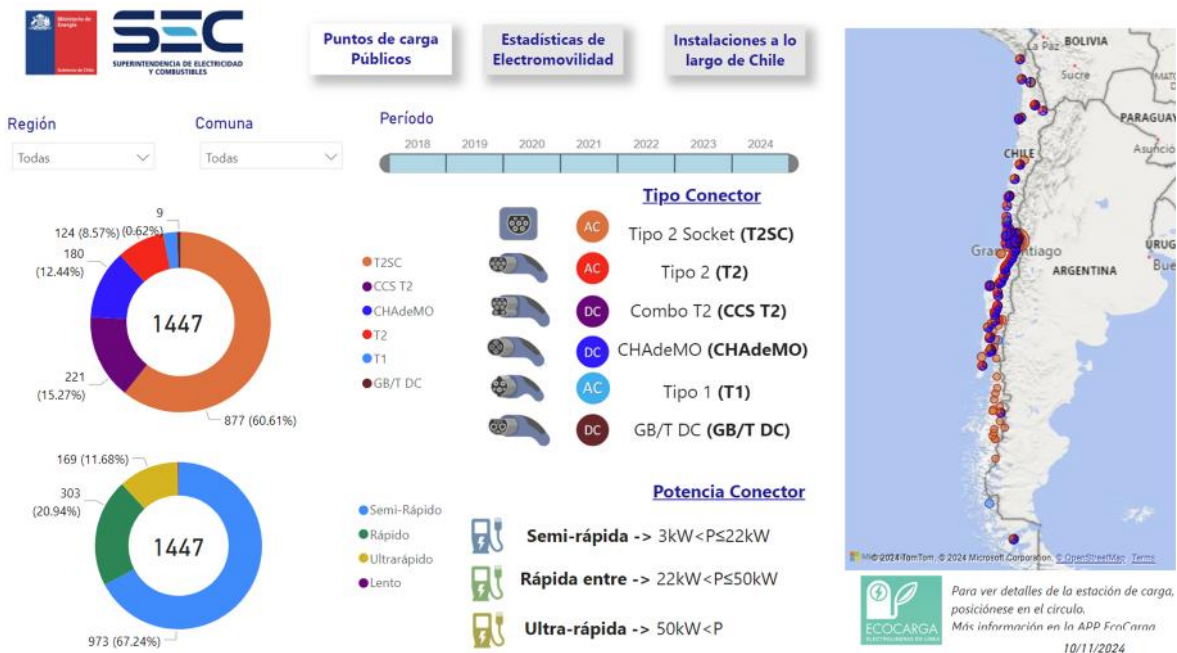 Ministerio de
Energía
Gobierno de Chile
SEC
SUPERINTENDENCIA DE ELECTRICIDAD
Y COMBUSTIBLES
Puntos de carga
Públicos
Estadísticas de
Electromovilidad
Instalaciones a lo
largo de Chile
Región
Todas
Comuna
Todas
Período
2018 2019 2020 2021 2022 2023 2024
9
(0.62%)
124 (8.57%)
180
(12.44%)
221
(15.27%)
877 (60.61%)
1447
T2SC
CCS T2
CHAdeMO
T2
T1
GB/T DC
Tipo Conector
AC Tipo 2 Socket (T2SC)
AC Tipo 2 (T2)
DC Combo T2 (CCS T2)
DC CHAdeMO (CHAdeMO)
AC Tipo 1 (T1)
DC GB/T DC (GB/T DC)
169 (11.68%)
303
(20.94%)
973 (67.24%)
1447
Semi-Rápido
Rápido
Ultrarápido
Lento
Potencia Conector
Semi-rápida -> 3kW<P≤22kW
Rápida entre -> 22kW<P≤50kW
Ultra-rápida -> 50kW<P
La Paz
BOLIVIA
Sucre
PARAGUAY
CHILE
ARGENTINA
© 2024 TomTom, © 2024 Microsoft Corporation, © OpenStreetMap Terms
ECOCARGA
ELECTROLINERAS EN LINEA
Para ver detalles de la estación de carga,
posiciónese en el circulo.
Más información en la APP EcoCarga
10/11/2024